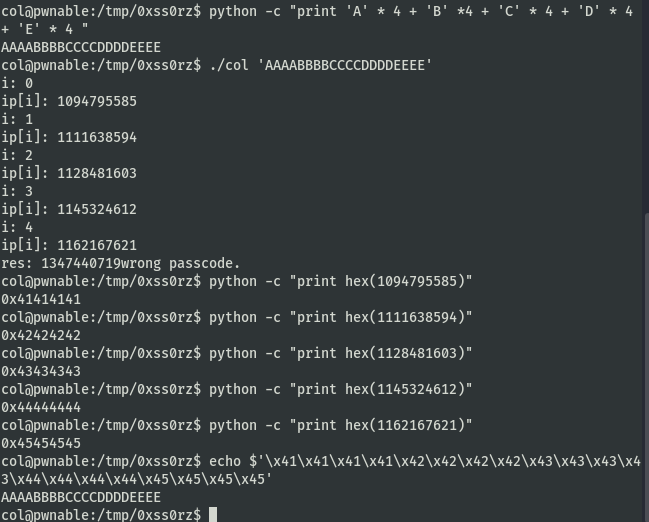 col@pwnable:/tmp/0xss0rz$ python -c "print 'A' * 4 + 'B' *4 + 'C' * 4 + 'D' * 4
+ 'E' * 4 "
AAAABBBBCCCCDDDDEEEE
col@pwnable:/tmp/0xss0rz$ ./col 'AAAABBBBCCCCDDDDEEEE'
i: 0
ip[i]: 1094795585
i: 1
ip[i]: 1111638594
i: 2
ip[i]: 1128481603
i: 3
ip[i]: 1145324612
i: 4
ip[i]: 1162167621
res: 1347440719wrong passcode.
col@pwnable:/tmp/0xss0rz$ python -c "print hex(1094795585)"
0x41414141
col@pwnable:/tmp/0xss0rz$ python -c "print hex(1111638594)"
0x42424242
col@pwnable:/tmp/0xss0rz$ python -c "print hex(1128481603)"
0x43434343
col@pwnable:/tmp/0xss0rz$ python -c "print hex(1145324612)"
0x44444444
col@pwnable:/tmp/0xss0rz$ python -c "print hex(1162167621)"
0x45454545
col@pwnable:/tmp/0xss0rz$ echo $'\x41\x41\x41\x41\x42\x42\x42\x42\x43\x43\x43\x4
3\x44\x44\x44\x44\x45\x45\x45\x45'
AAAABBBBCCCCDDDDEEEE
col@pwnable:/tmp/0xss0rz$